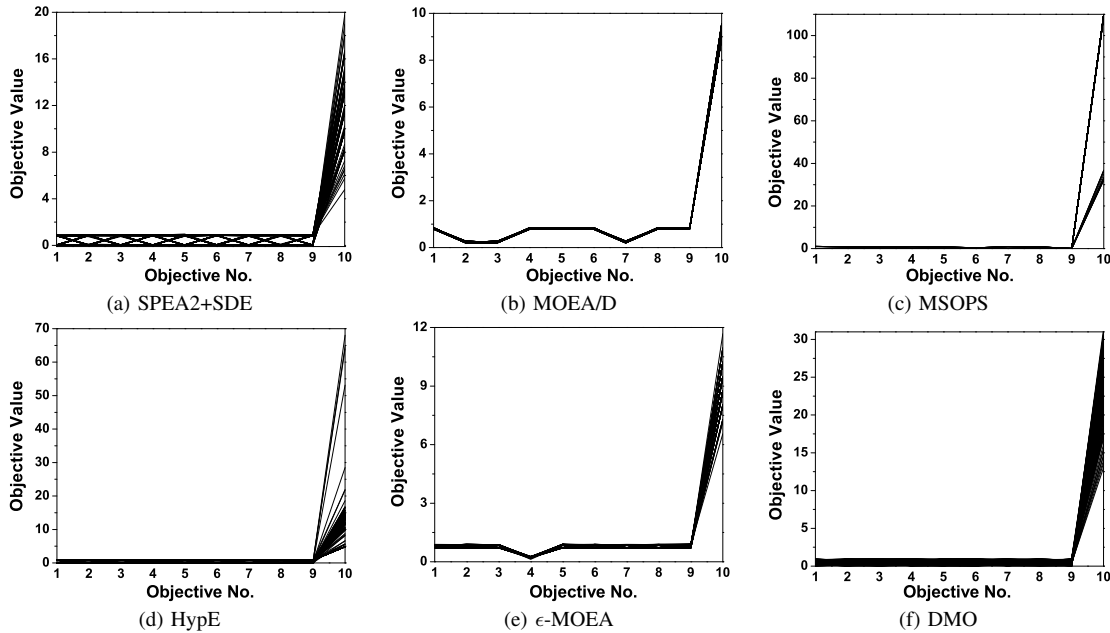 20
16
12
8
4
0
Objective Value
1 2 3 4 5 6 7 8 9 10
Objective No.
(a) SPEA2+SDE
10
8
6
4
2
0
Objective Value
1 2 3 4 5 6 7 8 9 10
Objective No.
(b) MOEA/D
100
80
60
40
20
0
Objective Value
1 2 3 4 5 6 7 8 9 10
Objective No.
(c) MSOPS
70
60
50
40
30
20
10
0
Objective Value
1 2 3 4 5 6 7 8 9 10
Objective No.
(d) HypE
12
9
6
3
0
Objective Value
1 2 3 4 5 6 7 8 9 10
Objective No.
(e) ϵ-MOEA
30
25
20
15
10
5
0
Objective Value
1 2 3 4 5 6 7 8 9 10
Objective No.
(f) DMO